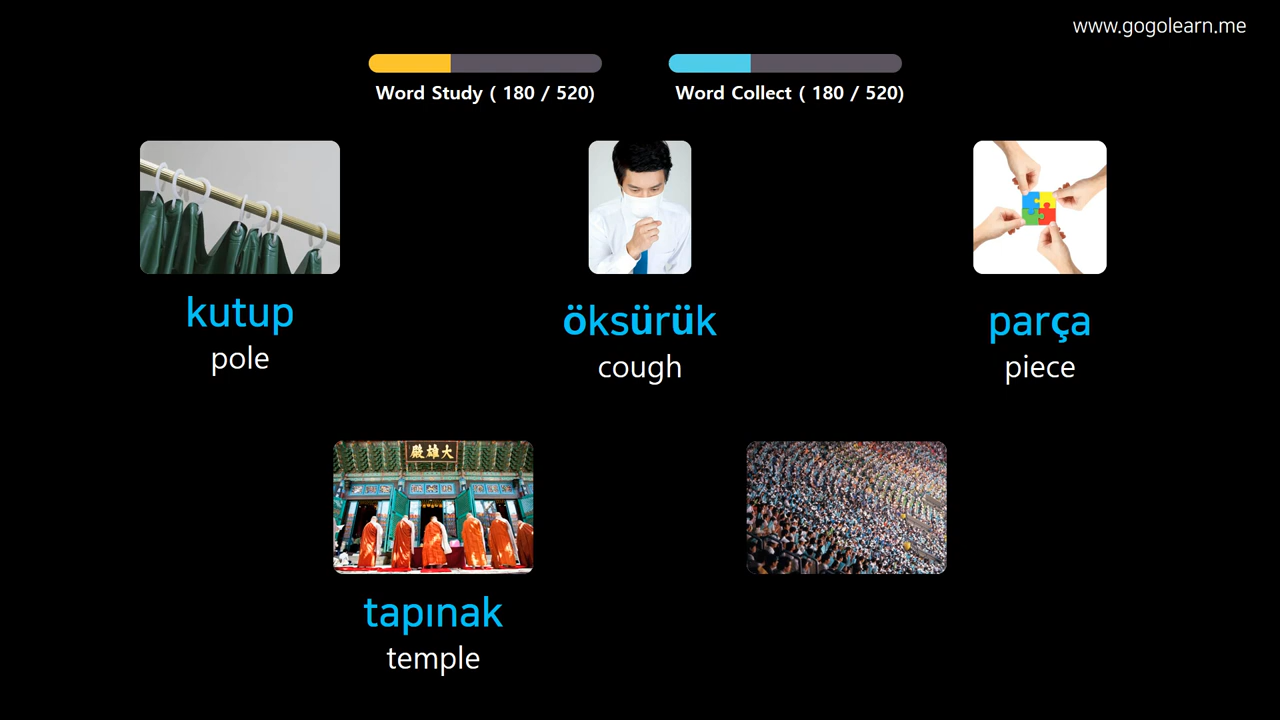 www.gogolearn.me
Word Study ( 180 / 520)
Word Collect ( 180 / 520)
kutup
pole
öksürük
cough
parça
piece
大雄殿
tapınak
temple